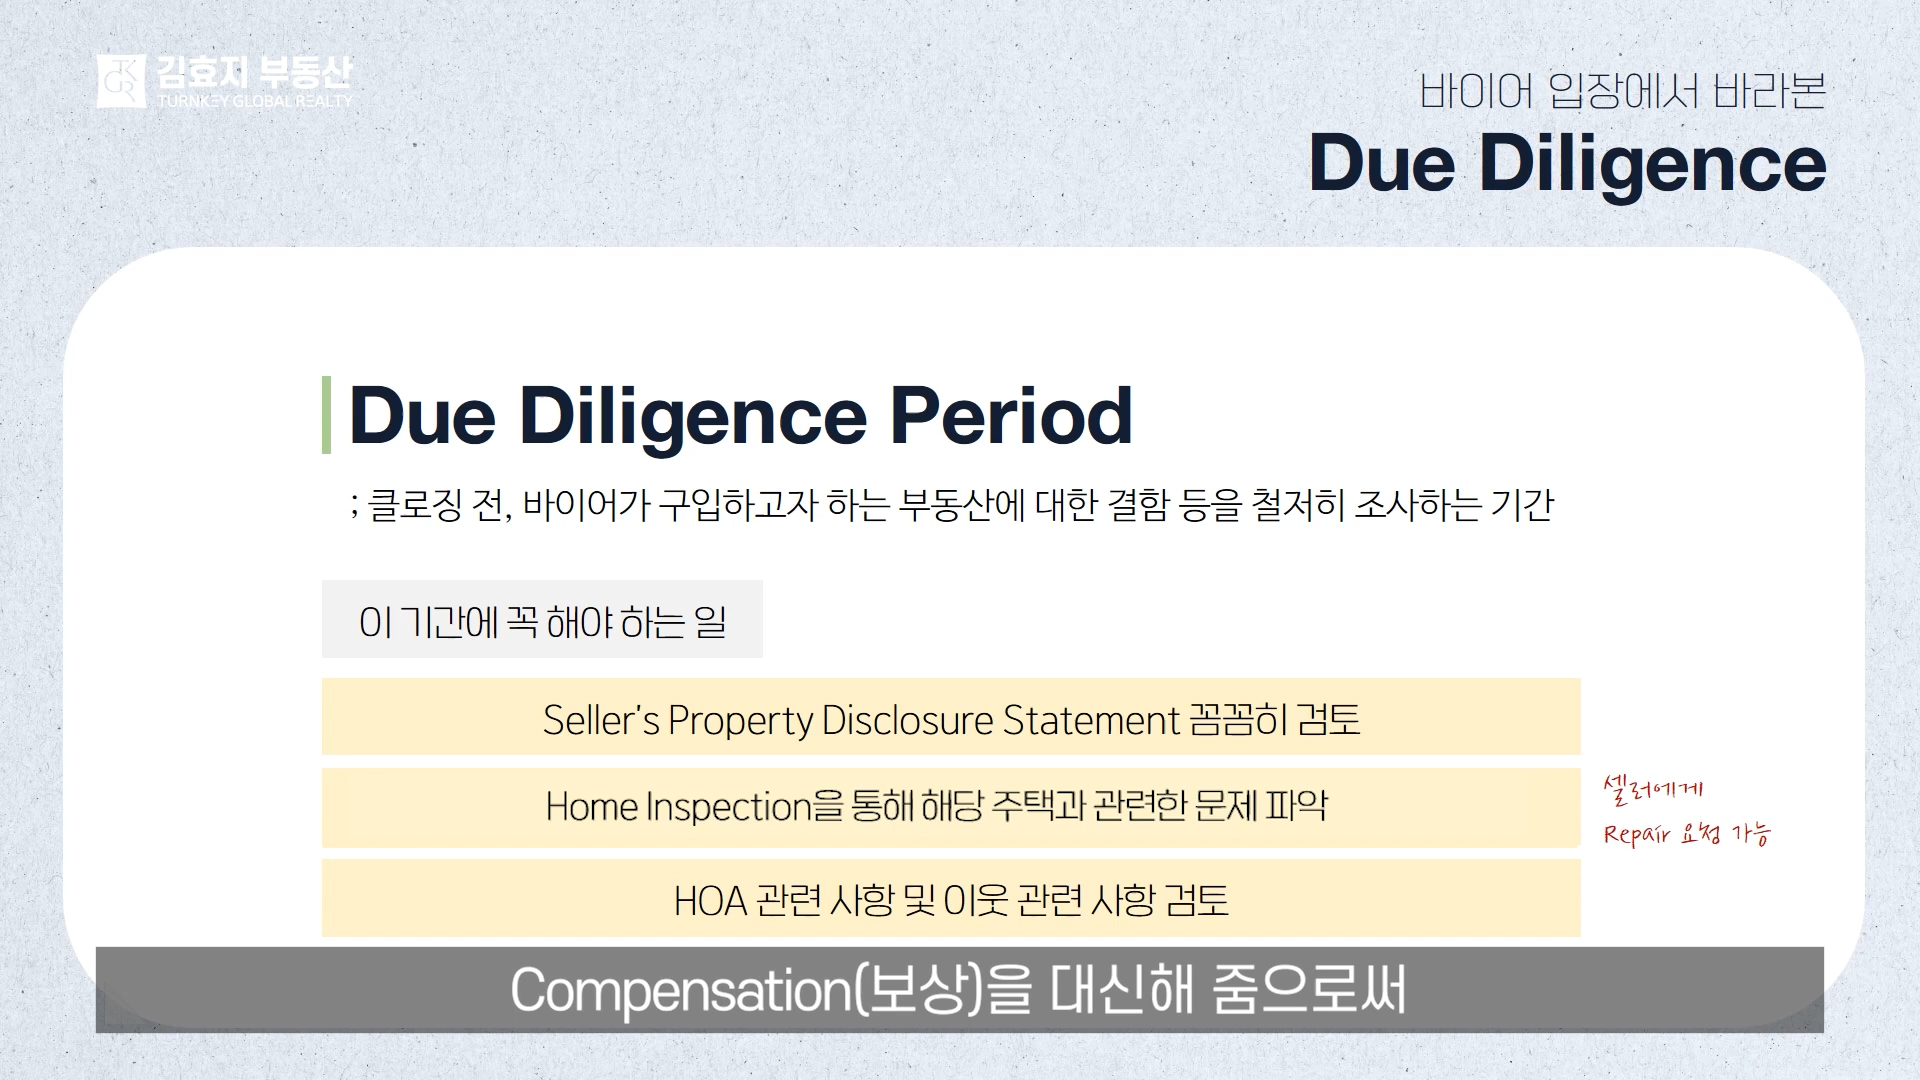 TK
GR
김효지 부동산
TURNKEY GLOBAL REALTY
바이어 입장에서 바라본
Due Diligence
Due Diligence Period
; 클로징 전, 바이어가 구입하고자 하는 부동산에 대한 결함 등을 철저히 조사하는 기간
이 기간에 꼭 해야 하는 일
Seller's Property Disclosure Statement 꼼꼼히 검토
Home Inspection을 통해 해당 주택과 관련한 문제 파악
셀러에게
Repair 요청 가능
HOA 관련 사항 및 이웃 관련 사항 검토
Compensation(보상)을 대신해 줌으로써